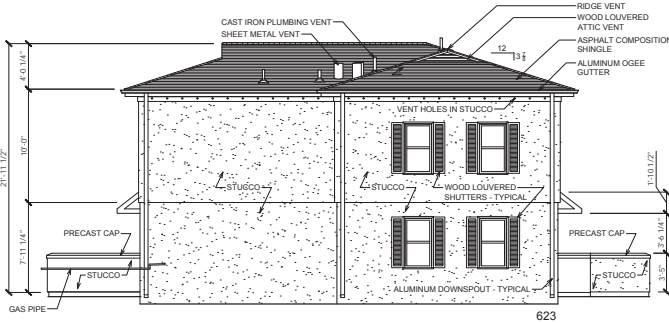 RIDGE VENT
WOOD LOUVERED
ATTIC VENT
CAST IRON PLUMBING VENT
SHEET METAL VENT
ASPHALT COMPOSITION
SHINGLE
12
3 7/8
ALUMINUM OGEE
GUTTER
4'-0 1/4"
VENT HOLES IN STUCCO
21'-11 1/2"
10'-0"
STUCCO
STUCCO
WOOD LOUVERED
SHUTTERS - TYPICAL
1'-10 1/2"
PRECAST CAP
PRECAST CAP
7'-11 1/4"
3'-6 1/4"
STUCCO
STUCCO
3'-5"
ALUMINUM DOWNSPOUT - TYPICAL
GAS PIPE
623